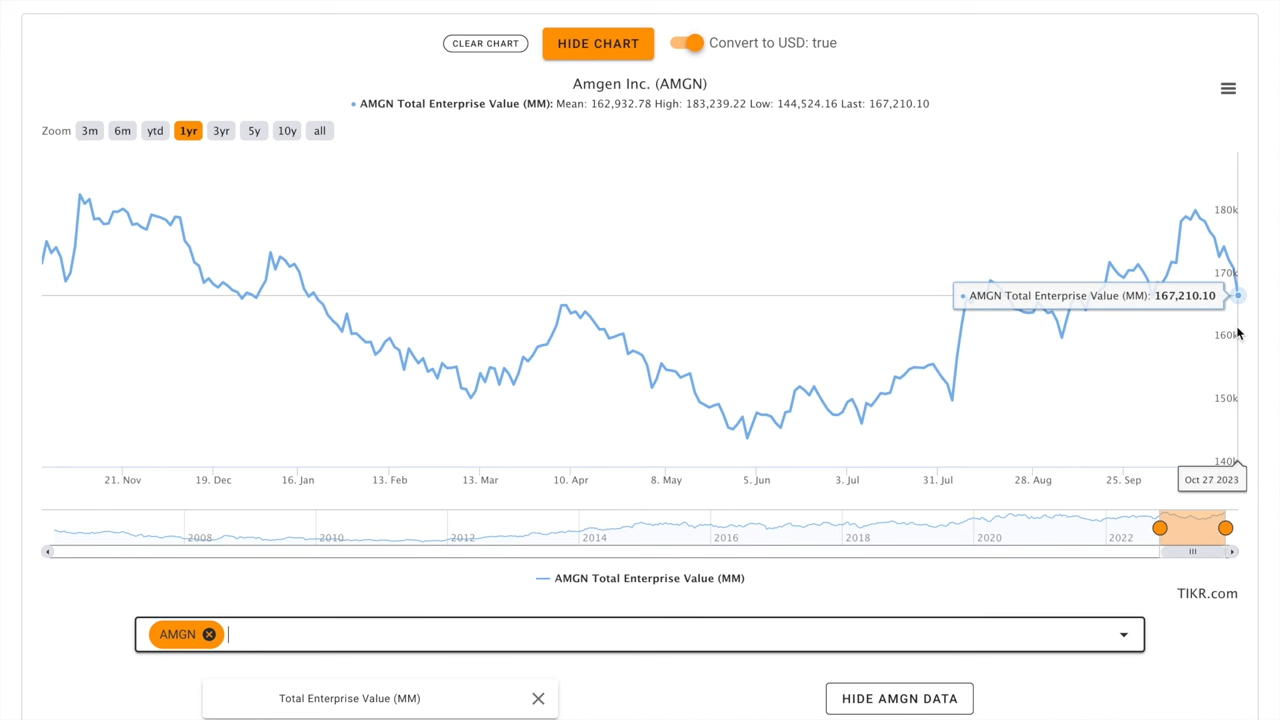 CLEAR CHART
HIDE CHART
Convert to USD: true
Amgen Inc. (AMGN)
AMGN Total Enterprise Value (MM): Mean: 162,932.78 High: 183,239.22 Low: 144,524.16 Last: 167,210.10
Zoom 3m 6m ytd 1yr 3yr 5y 10y all
180k
170k
AMGN Total Enterprise Value (MM): 167,210.10
160k
150k
140k
21. Nov 19. Dec 16. Jan 13. Feb 13. Mar 10. Apr 8. May 5. Jun 3. Jul 31. Jul 28. Aug 25. Sep Oct 27 2023
2008 2010 2012 2014 2016 2018 2020 2022
AMGN Total Enterprise Value (MM)
TIKR.com
AMGN
Total Enterprise Value (MM)
HIDE AMGN DATA